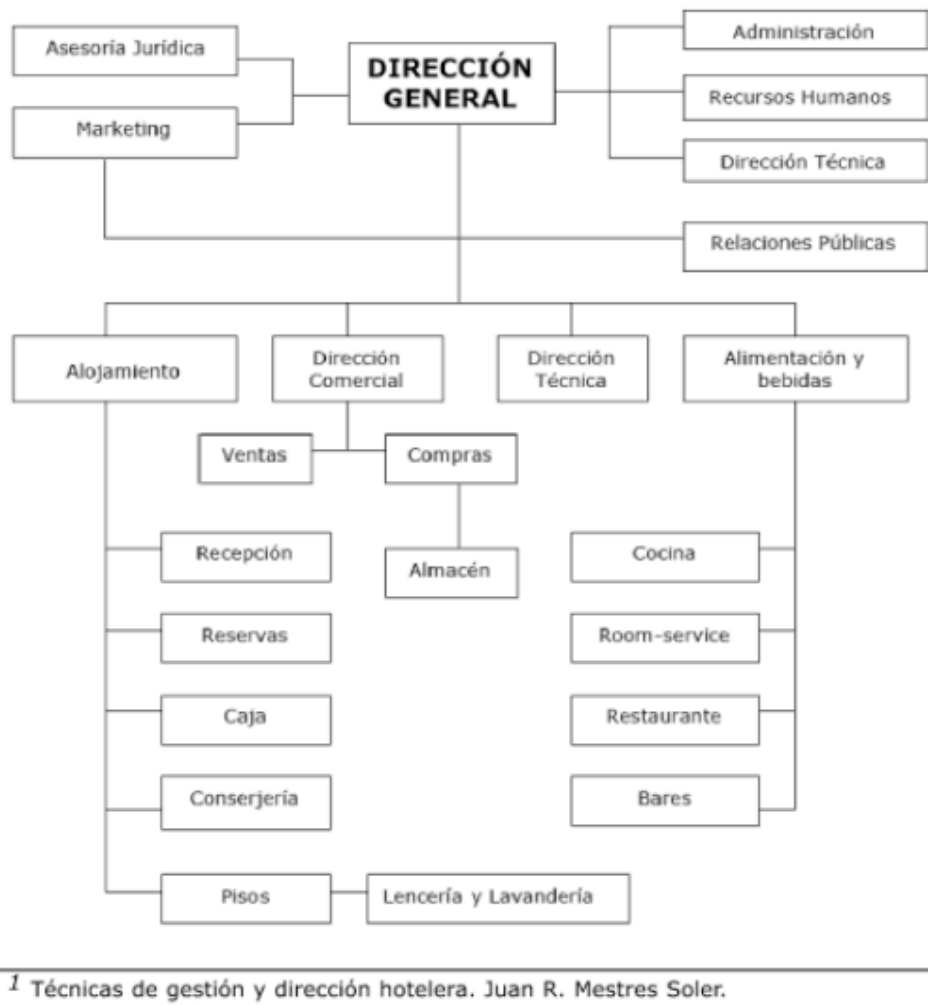 Asesoría Jurídica
Marketing
DIRECCIÓN
GENERAL
Administración
Recursos Humanos
Dirección Técnica
Relaciones Públicas
Alojamiento
Dirección
Comercial
Dirección
Técnica
Alimentación y
bebidas
Ventas
Compras
Almacén
Recepción
Reservas
Caja
Conserjería
Pisos
Lencería y Lavandería
Cocina
Room-service
Restaurante
Bares
1 Técnicas de gestión y dirección hotelera. Juan R. Mestres Soler.